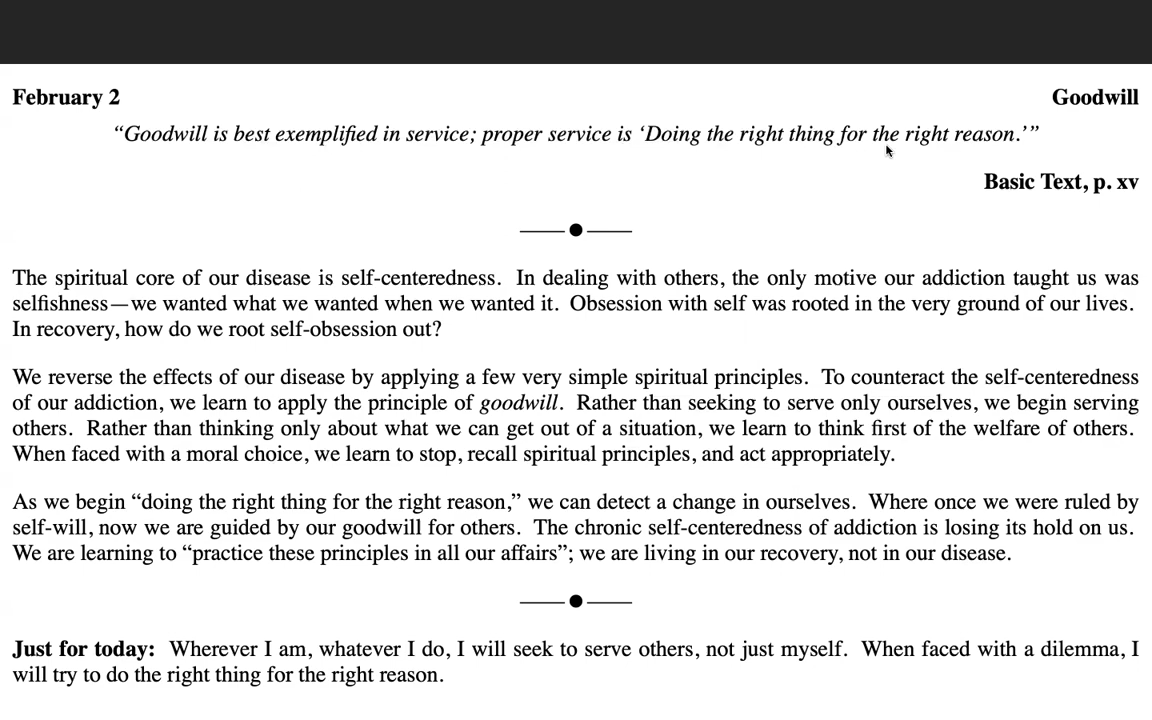 February 2 Goodwill
“Goodwill is best exemplified in service; proper service is ‘Doing the right thing for the right reason.’”
Basic Text, p. xv
The spiritual core of our disease is self-centeredness. In dealing with others, the only motive our addiction taught us was
selfishness—we wanted what we wanted when we wanted it. Obsession with self was rooted in the very ground of our lives.
In recovery, how do we root self-obsession out?
We reverse the effects of our disease by applying a few very simple spiritual principles. To counteract the self-centeredness
of our addiction, we learn to apply the principle of goodwill. Rather than seeking to serve only ourselves, we begin serving
others. Rather than thinking only about what we can get out of a situation, we learn to think first of the welfare of others.
When faced with a moral choice, we learn to stop, recall spiritual principles, and act appropriately.
As we begin “doing the right thing for the right reason,” we can detect a change in ourselves. Where once we were ruled by
self-will, now we are guided by our goodwill for others. The chronic self-centeredness of addiction is losing its hold on us.
We are learning to “practice these principles in all our affairs”; we are living in our recovery, not in our disease.
Just for today: Wherever I am, whatever I do, I will seek to serve others, not just myself. When faced with a dilemma, I
will try to do the right thing for the right reason.